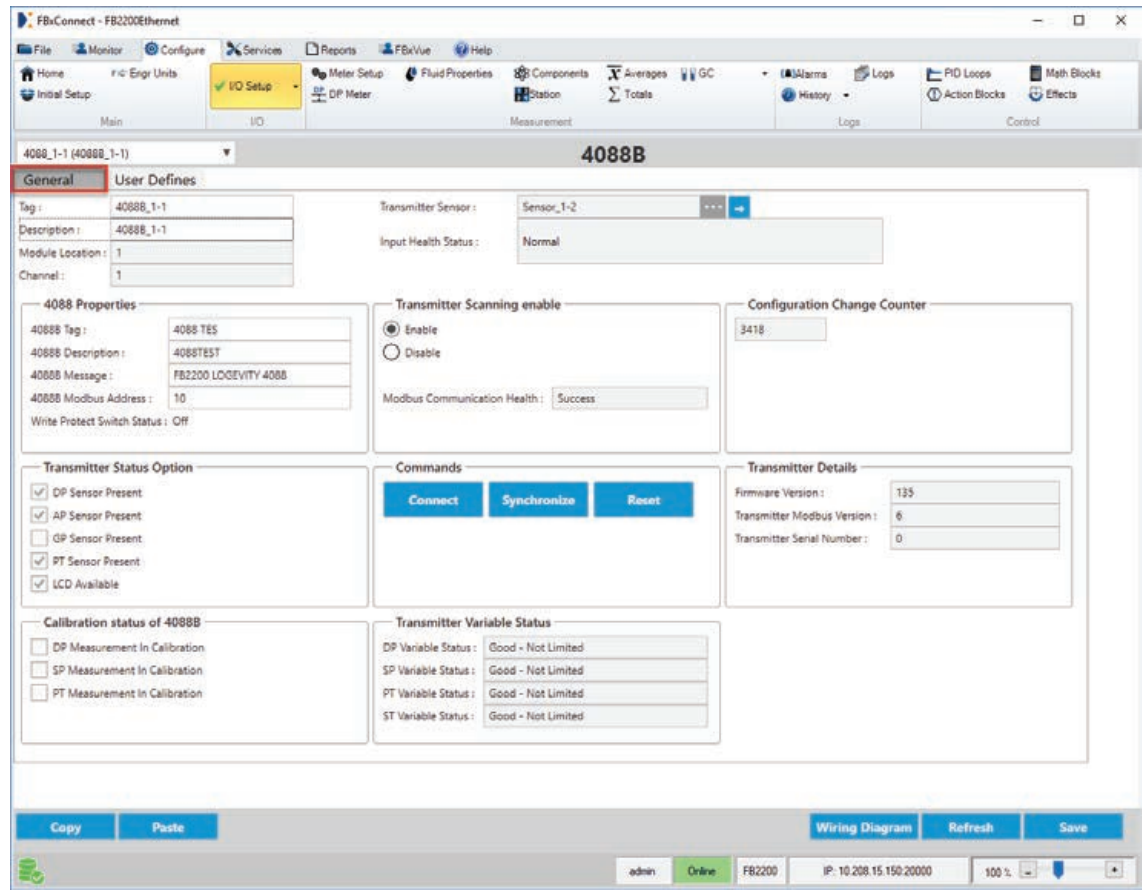 FBxConnect - FB2200Ethernet
File Monitor Configure Services Reports FBxVue Help
Home Engr Units I/O Setup Meter Setup Fluid Properties Components Averages GC Alarms Logs PID Loops Math Blocks
Initial Setup DP Meter Station Totals History Action Blocks Effects
Main I/O Measurement Logs Control
4088_1-1 (4088B_1-1) 4088B
General User Defines
Tag : 4088B_1-1 Transmitter Sensor : Sensor_1-2 ...
Description : 4088B_1-1
Input Health Status : Normal
Module Location : 1
Channel : 1
4088 Properties Transmitter Scanning enable Configuration Change Counter
4088B Tag : 4088 TES Enable 3418
4088B Description : 4088TEST Disable
4088B Message : FB2200 LOGEVITY 4088
4088B Modbus Address : 10 Modbus Communication Health : Success
Write Protect Switch Status : Off
Transmitter Status Option Commands Transmitter Details
DP Sensor Present Connect Synchronize Reset Firmware Version : 135
AP Sensor Present Transmitter Modbus Version : 6
GP Sensor Present Transmitter Serial Number : 0
PT Sensor Present
LCD Available
Calibration status of 4088B Transmitter Variable Status
DP Measurement In Calibration DP Variable Status : Good - Not Limited
SP Measurement In Calibration SP Variable Status : Good - Not Limited
PT Measurement In Calibration PT Variable Status : Good - Not Limited
ST Variable Status : Good - Not Limited
Copy Paste Wiring Diagram Refresh Save
admin Online FB2200 IP: 10.208.15.150:20000 100 %